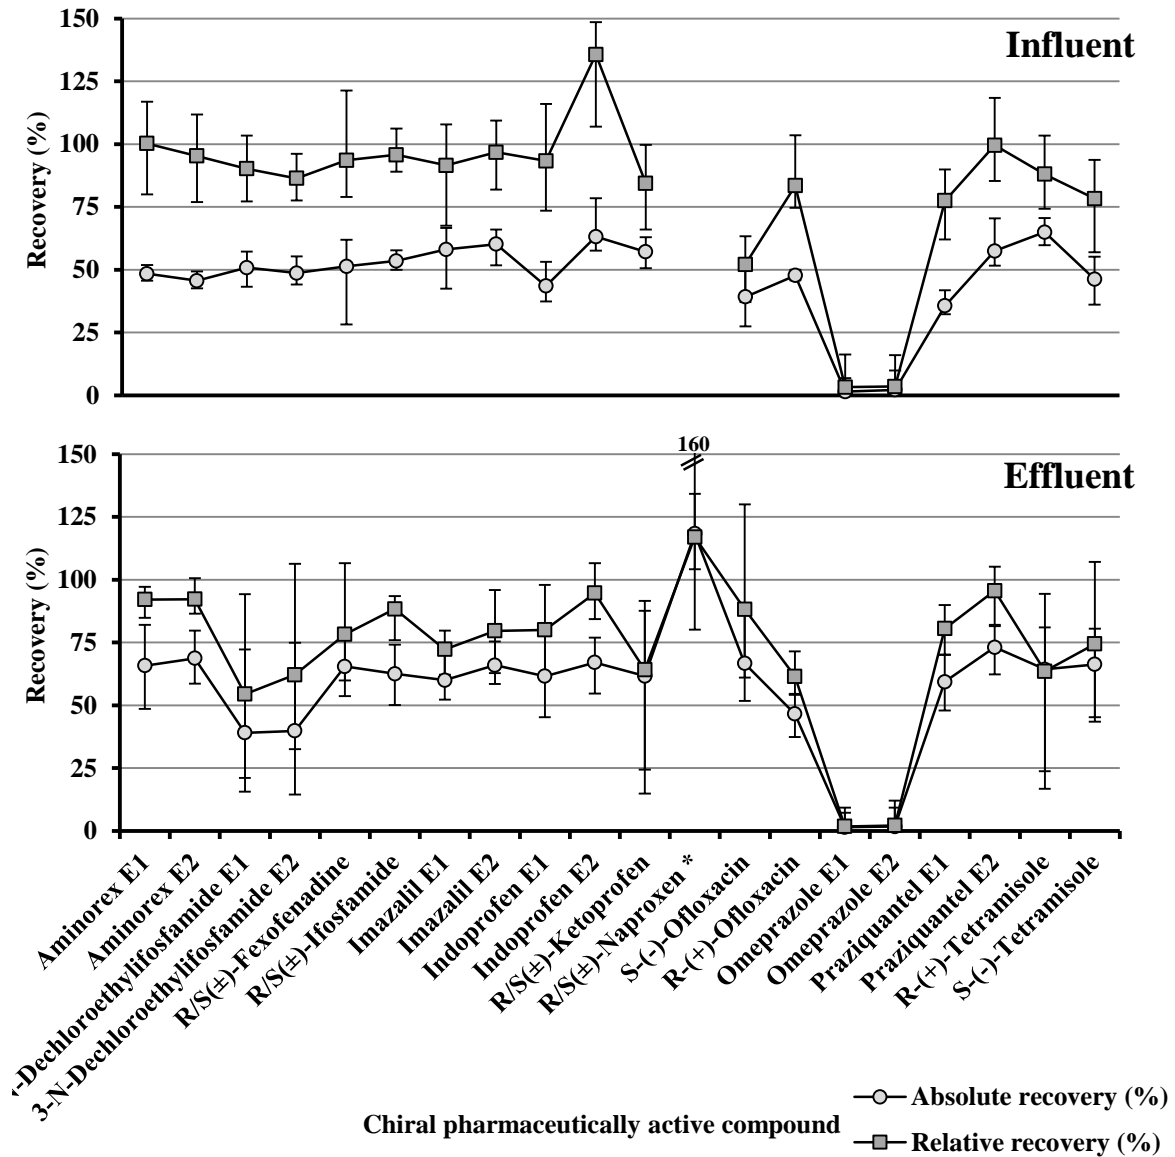 Influent
Recovery (%)
150
125
100
75
50
25
0
Effluent
Recovery (%)
160
150
125
100
75
50
25
0
Aminorex E1
Aminorex E2
-Dechloroethylifosfamide E1
3-N-Dechloroethylifosfamide E2
R/S(±)-Fexofenadine
R/S(±)-Ifosfamide
Imazalil E1
Imazalil E2
Indoprofen E1
Indoprofen E2
R/S(±)-Ketoprofen
R/S(±)-Naproxen *
S-(-)-Ofloxacin
R-(+)-Ofloxacin
Omeprazole E1
Omeprazole E2
Praziquantel E1
Praziquantel E2
R-(+)-Tetramisole
S-(-)-Tetramisole
Chiral pharmaceutically active compound
Absolute recovery (%)
Relative recovery (%)